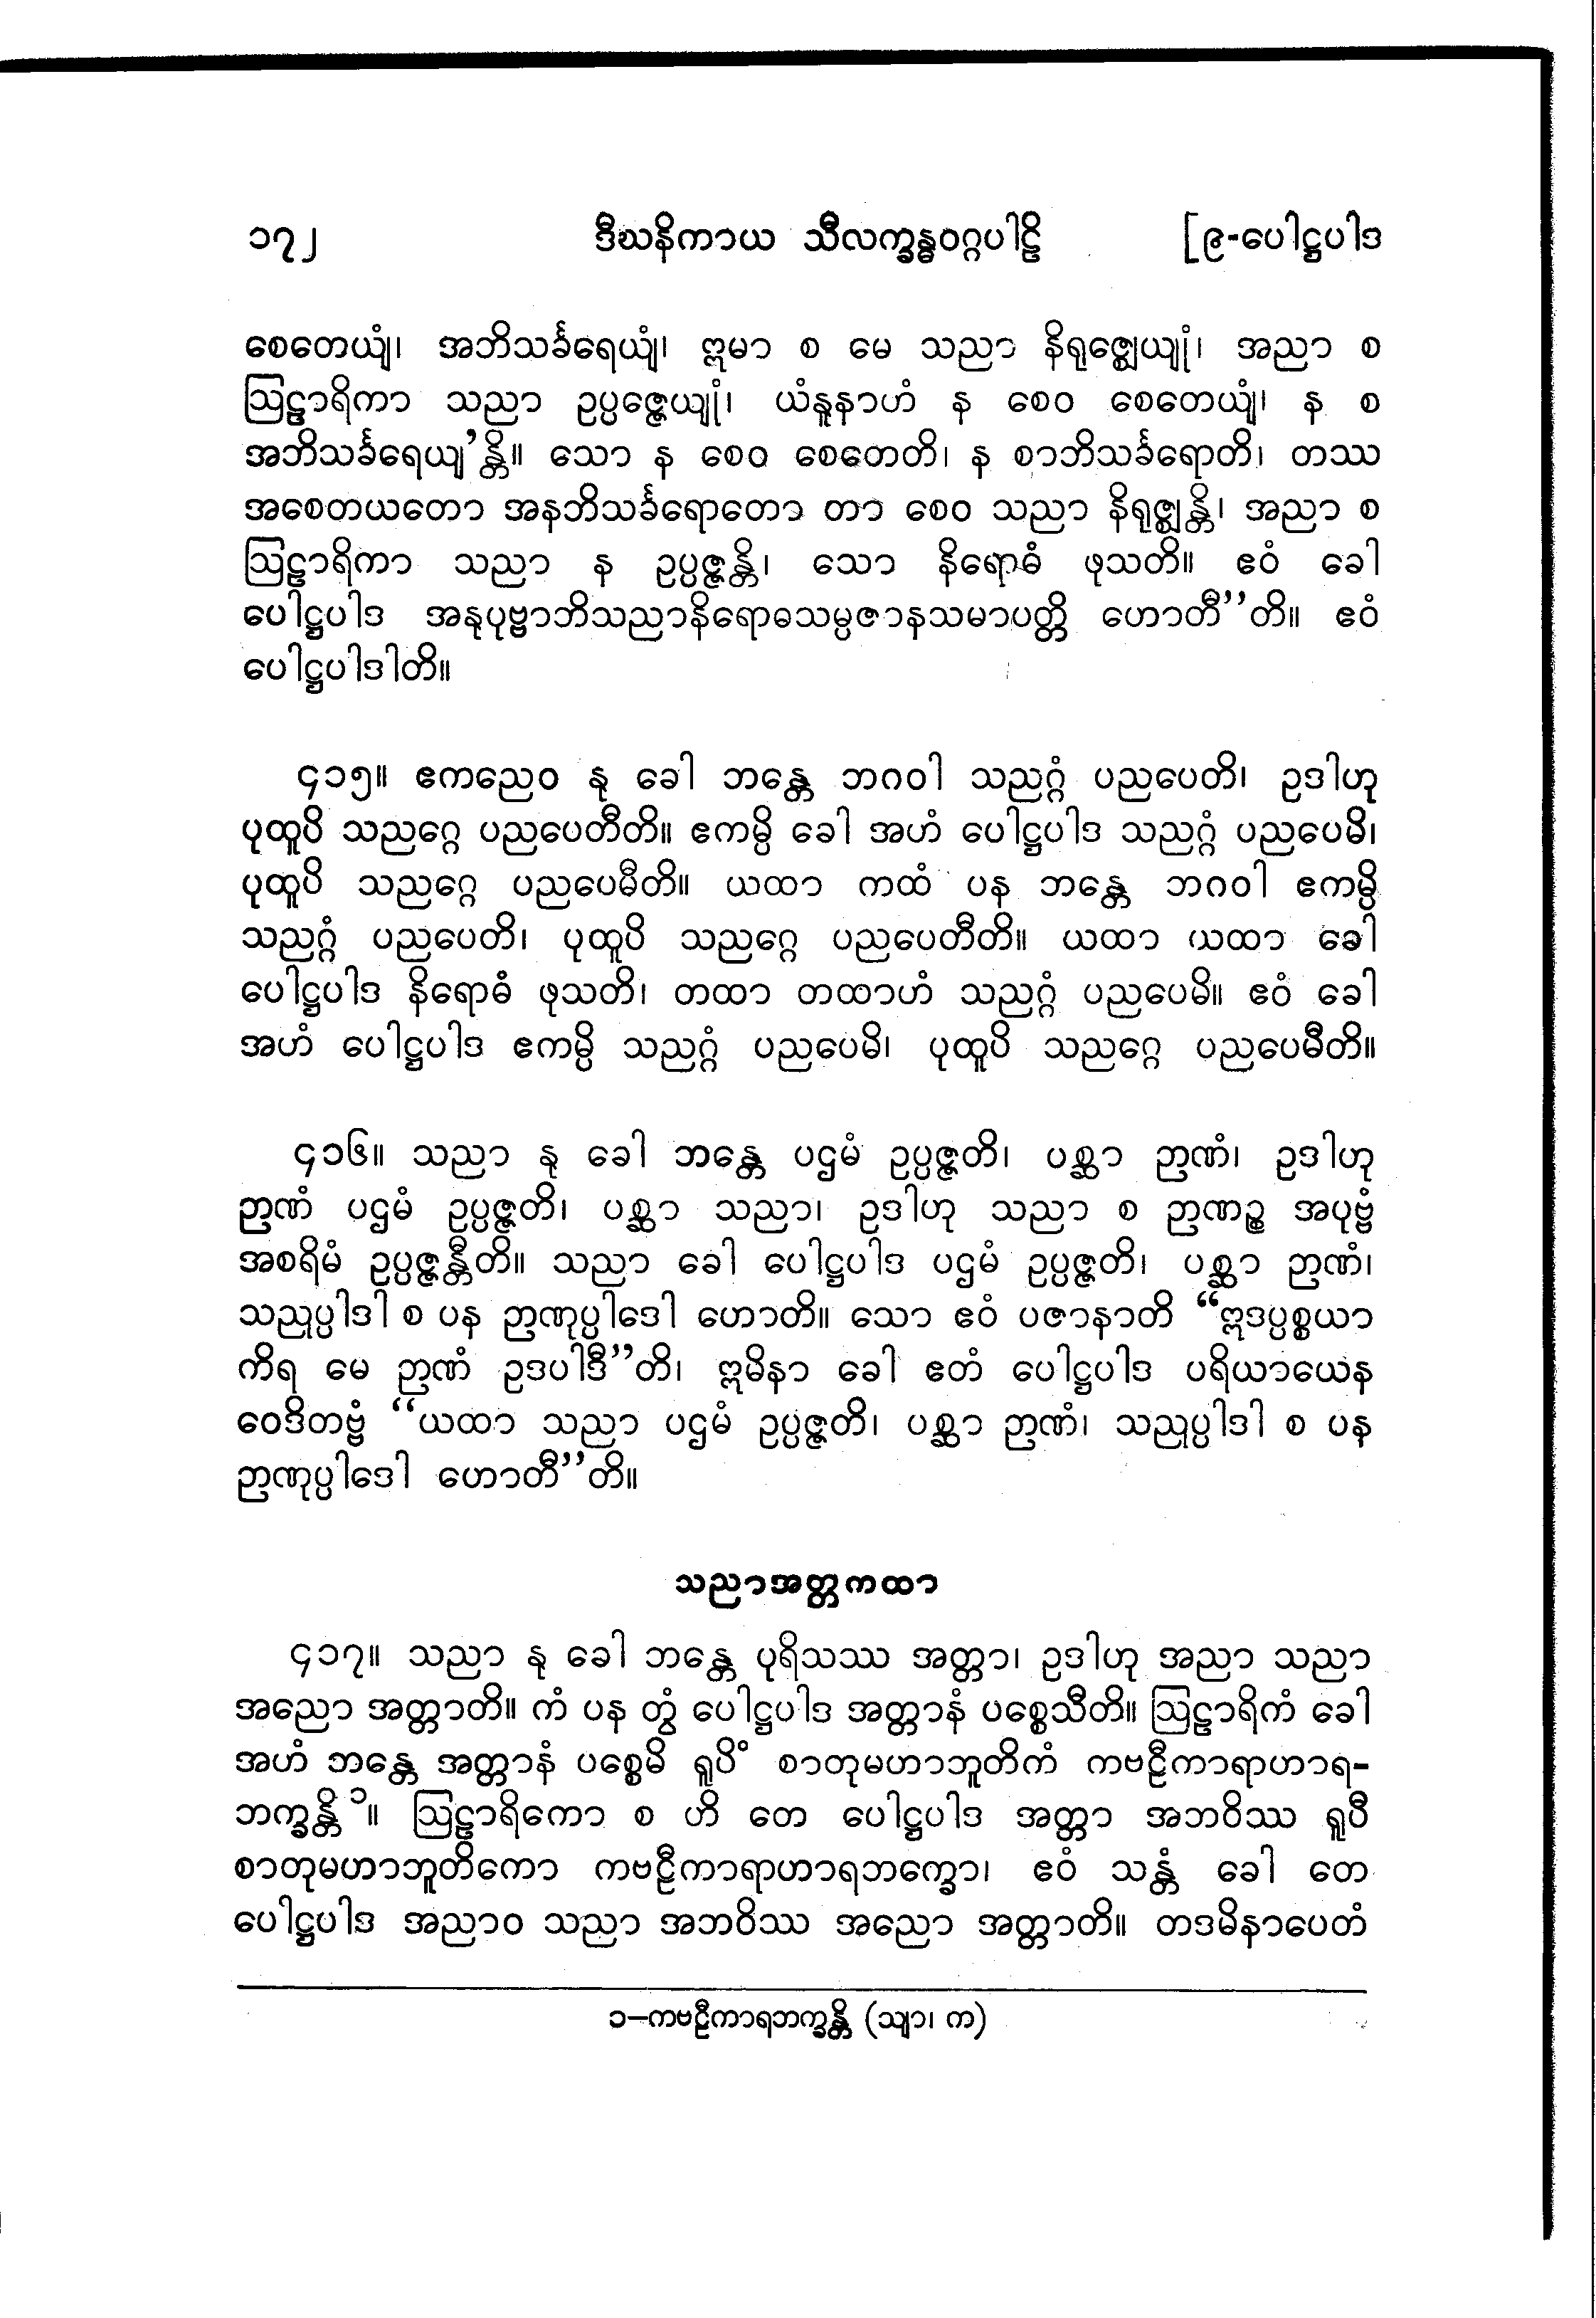 ၁၇၂ ဒီဃနိကာယ သီလက္ခန္ဓဝဂ္ဂပါဠိ [၉-ပေါဋ္ဌပါဒ
စေတေယျံ၊ အဘိသင်္ခရေယျံ၊ ဣမာ စ မေ သညာ နိရုဇ္ဈေယျုံ၊ အညာ စ
ဩဠာရိကာ သညာ ဥပ္ပဇ္ဇေယျုံ၊ ယံနူနာဟံ န စေဝ စေတေယျံ၊ န စ
အဘိသင်္ခရေယျ’န္တိ။ သော န စေဝ စေတေတိ၊ န စာဘိသင်္ခရောတိ၊ တဿ
အစေတယတော အနဘိသင်္ခရောတော တာ စေဝ သညာ နိရုဇ္ဈန္တိ၊ အညာ စ
ဩဠာရိကာ သညာ န ဥပ္ပဇ္ဇန္တိ၊ သော နိရောဓံ ဖုသတိ။ ဧဝံ ခေါ
ပေါဋ္ဌပါဒ အနုပုဗ္ဗာဘိသညာနိရောဓသမ္ပဇာနသမာပတ္တိ ဟောတီ’’တိ။ ဧဝံ
ပေါဋ္ဌပါဒါတိ။
၄၁၅။ ဧကညေဝ နု ခေါ ဘန္တေ ဘဂဝါ သညဂ္ဂံ ပညပေတိ၊ ဥဒါဟု
ပုထူပိ သညဂ္ဂေ ပညပေတီတိ။ ဧကမ္ပိ ခေါ အဟံ ပေါဋ္ဌပါဒ သညဂ္ဂံ ပညပေမိ၊
ပုထူပိ သညဂ္ဂေ ပညပေမီတိ။ ယထာ ကထံ ပန ဘန္တေ ဘဂဝါ ဧကမ္ပိ
သညဂ္ဂံ ပညပေတိ၊ ပုထူပိ သညဂ္ဂေ ပညပေတီတိ။ ယထာ ယထာ ခေါ
ပေါဋ္ဌပါဒ နိရောဓံ ဖုသတိ၊ တထာ တထာဟံ သညဂ္ဂံ ပညပေမိ။ ဧဝံ ခေါ
အဟံ ပေါဋ္ဌပါဒ ဧကမ္ပိ သညဂ္ဂံ ပညပေမိ၊ ပုထူပိ သညဂ္ဂေ ပညပေမီတိ။
၄၁၆။ သညာ နု ခေါ ဘန္တေ ပဌမံ ဥပ္ပဇ္ဇတိ၊ ပစ္ဆာ ဉာဏံ၊ ဥဒါဟု
ဉာဏံ ပဌမံ ဥပ္ပဇ္ဇတိ၊ ပစ္ဆာ သညာ၊ ဥဒါဟု သညာ စ ဉာဏဉ္စ အပုဗ္ဗံ
အစရိမံ ဥပ္ပဇ္ဇန္တီတိ။ သညာ ခေါ ပေါဋ္ဌပါဒ ပဌမံ ဥပ္ပဇ္ဇတိ၊ ပစ္ဆာ ဉာဏံ၊
သညုပ္ပါဒါ စ ပန ဉာဏုပ္ပါဒေါ ဟောတိ။ သော ဧဝံ ပဇာနာတိ “ဣဒပ္ပစ္စယာ
ကိရ မေ ဉာဏံ ဥဒပါဒီ’’တိ၊ ဣမိနာ ခေါ ဧတံ ပေါဋ္ဌပါဒ ပရိယာယေန
ဝေဒိတဗ္ဗံ “ယထာ သညာ ပဌမံ ဥပ္ပဇ္ဇတိ၊ ပစ္ဆာ ဉာဏံ၊ သညုပ္ပါဒါ စ ပန
ဉာဏုပ္ပါဒေါ ဟောတီ’’တိ။
သညာအတ္တကထာ
၄၁၇။ သညာ နု ခေါ ဘန္တေ ပုရိသဿ အတ္တာ၊ ဥဒါဟု အညာ သညာ
အညော အတ္တာတိ။ ကံ ပန တွံ ပေါဋ္ဌပါဒ အတ္တာနံ ပစ္စေသီတိ။ ဩဠာရိကံ ခေါ
အဟံ ဘန္တေ အတ္တာနံ ပစ္စေမိ ရူပိံ စာတုမဟာဘူတိကံ ကဗဠီကာရာဟာရ-
ဘက္ခန္တိ ၁။ ဩဠာရိကော စ ဟိ တေ ပေါဋ္ဌပါဒ အတ္တာ အဘဝိဿ ရူပီ
စာတုမဟာဘူတိကော ကဗဠီကာရာဟာရဘက္ခော၊ ဧဝံ သန္တံ ခေါ တေ
ပေါဋ္ဌပါဒ အညာဝ သညာ အဘဝိဿ အညော အတ္တာတိ။ တဒမိနာပေတံ
၁–ကဗဠီကာရဘက္ခန္တိ (သျာ၊ က)